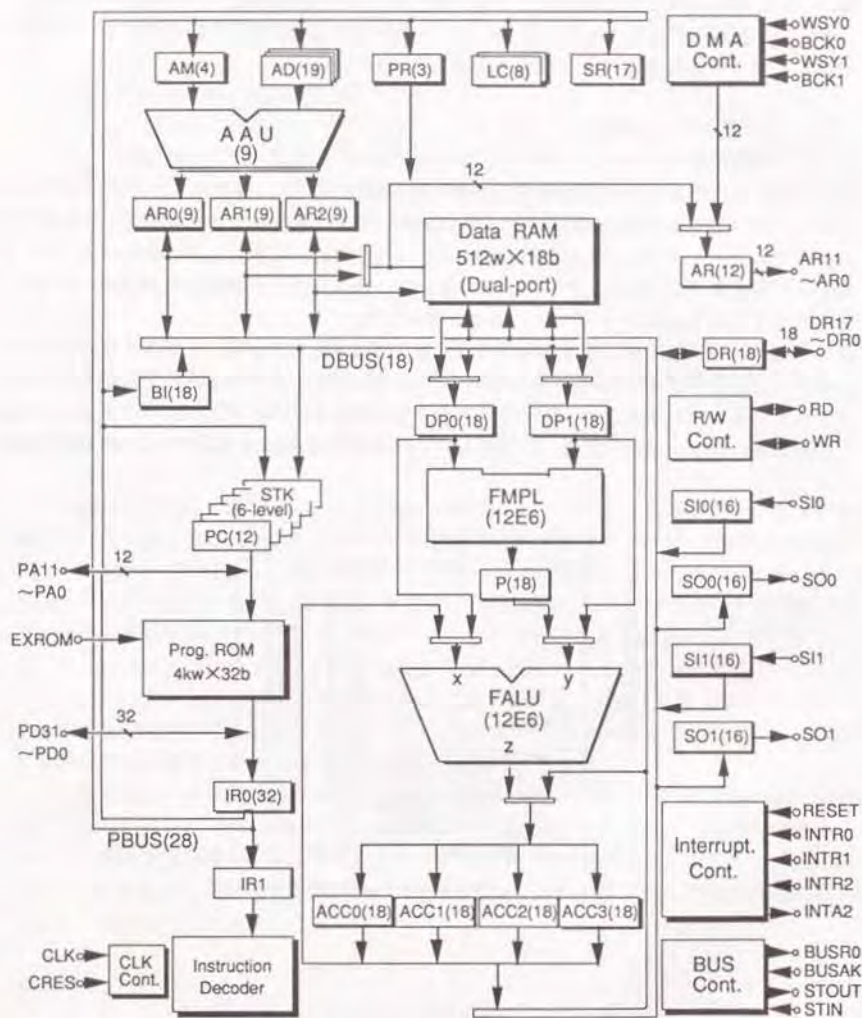 AM(4)
AD(19)
PR(3)
LC(8)
SR(17)
DMA
Cont.
WSY0
BCK0
WSY1
BCK1
12
AAU
(9)
12
AR0(9)
AR1(9)
AR2(9)
Data RAM
512w×18b
(Dual-port)
AR(12)
12
AR11
~AR0
DBUS(18)
DR(18)
18
DR17
~DR0
BI(18)
DP0(18)
DP1(18)
R/W
Cont.
RD
WR
STK
(6-level)
PC(12)
FMPL
(12E6)
SI0(16)
SI0
PA11
~PA0
12
P(18)
SO0(16)
SO0
EXROM
Prog. ROM
4kw×32b
x
y
FALU
(12E6)
z
SI1(16)
SI1
PD31
~PD0
32
SO1(16)
SO1
IR0(32)
PBUS(28)
IR1
Interrupt.
Cont.
RESET
INTR0
INTR1
INTR2
INTA2
ACC0(18)
ACC1(18)
ACC2(18)
ACC3(18)
CLK
CRES
CLK
Cont.
Instruction
Decoder
BUS
Cont.
BUSR0
BUSAK
STOUT
STIN